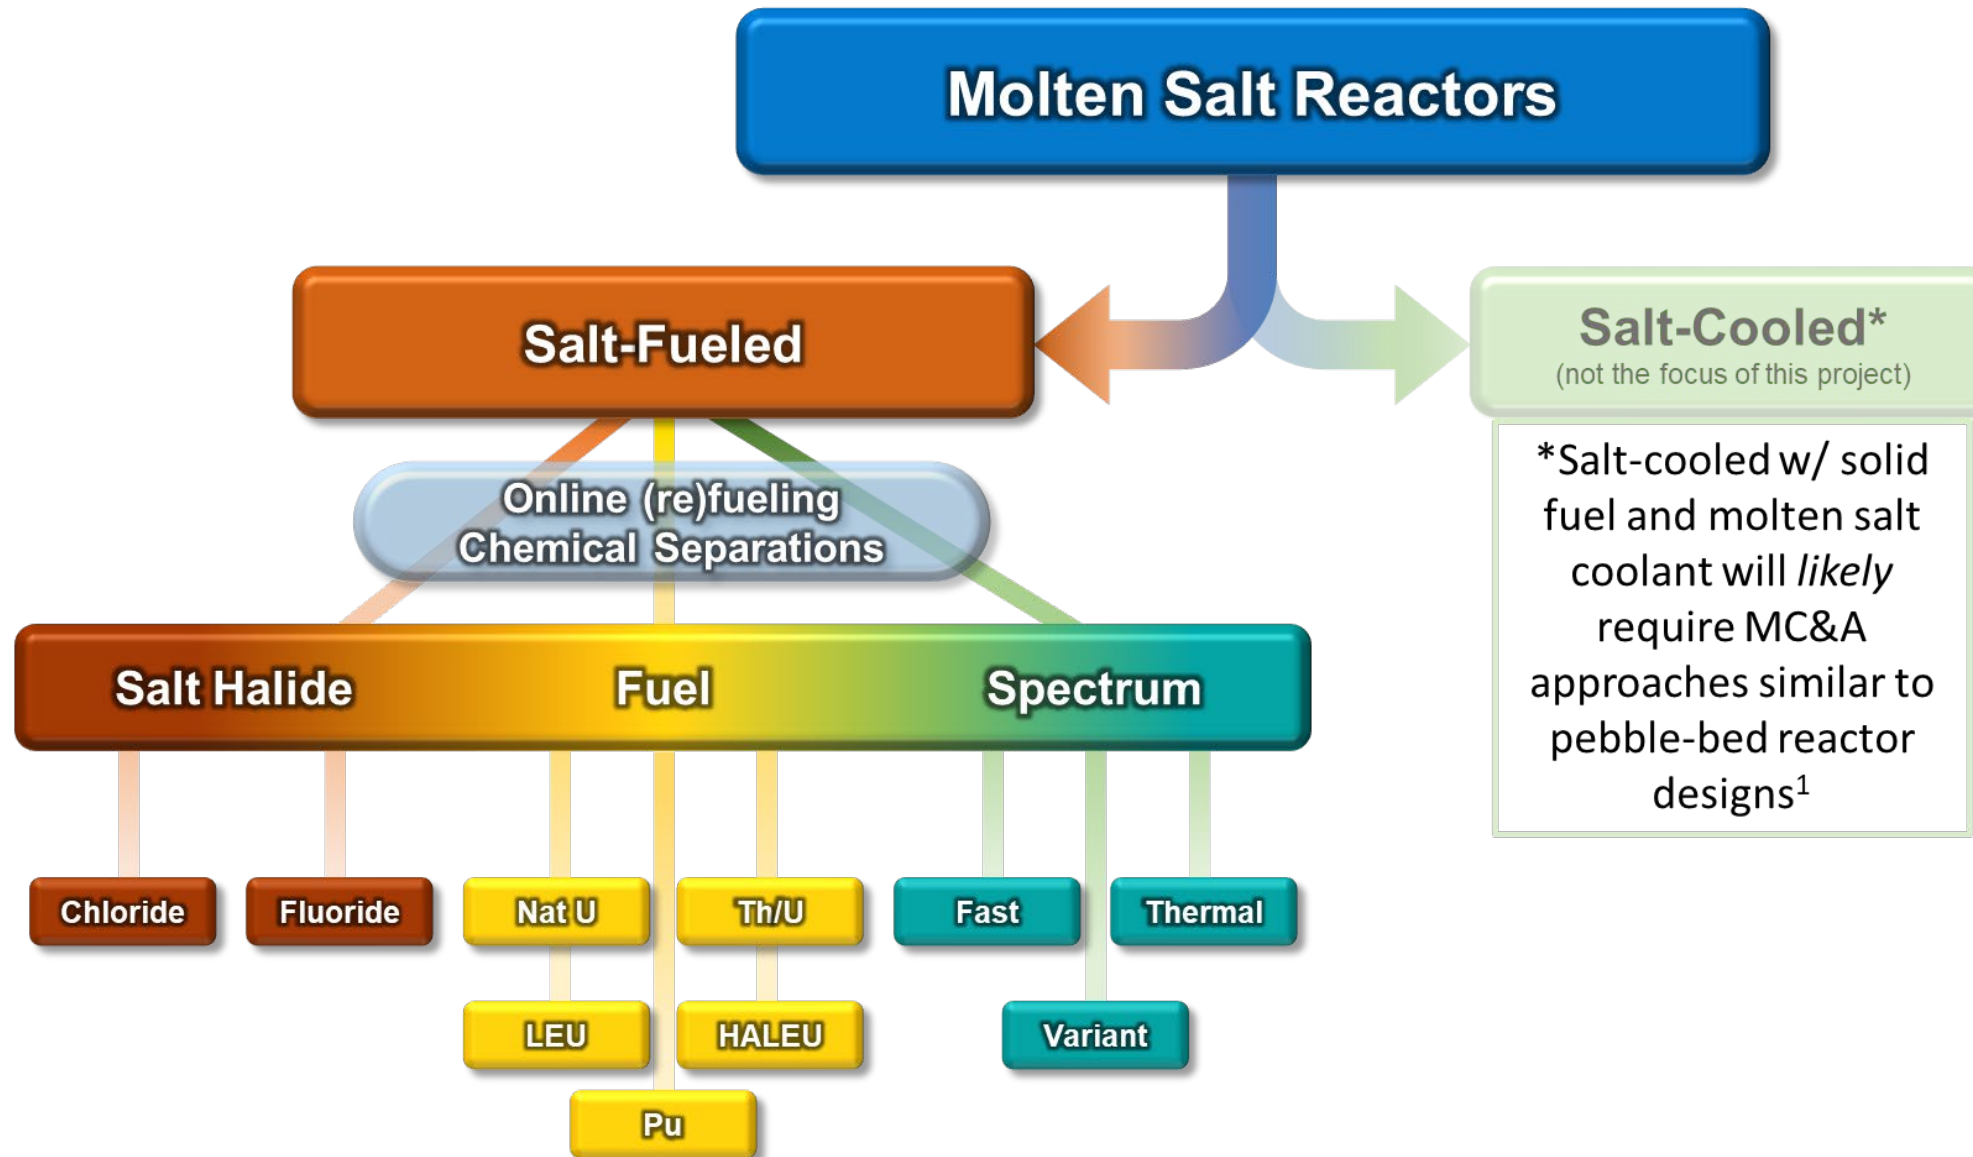 Molten Salt Reactors
Salt-Fueled
Salt-Cooled*
(not the focus of this project)
Online (re)fueling
Chemical Separations
*Salt-cooled w/ solid
fuel and molten salt
coolant will likely
require MC&A
approaches similar to
pebble-bed reactor
designs¹
Salt Halide
Fuel
Spectrum
Chloride
Fluoride
Nat U
Th/U
Fast
Thermal
LEU
HALEU
Variant
Pu